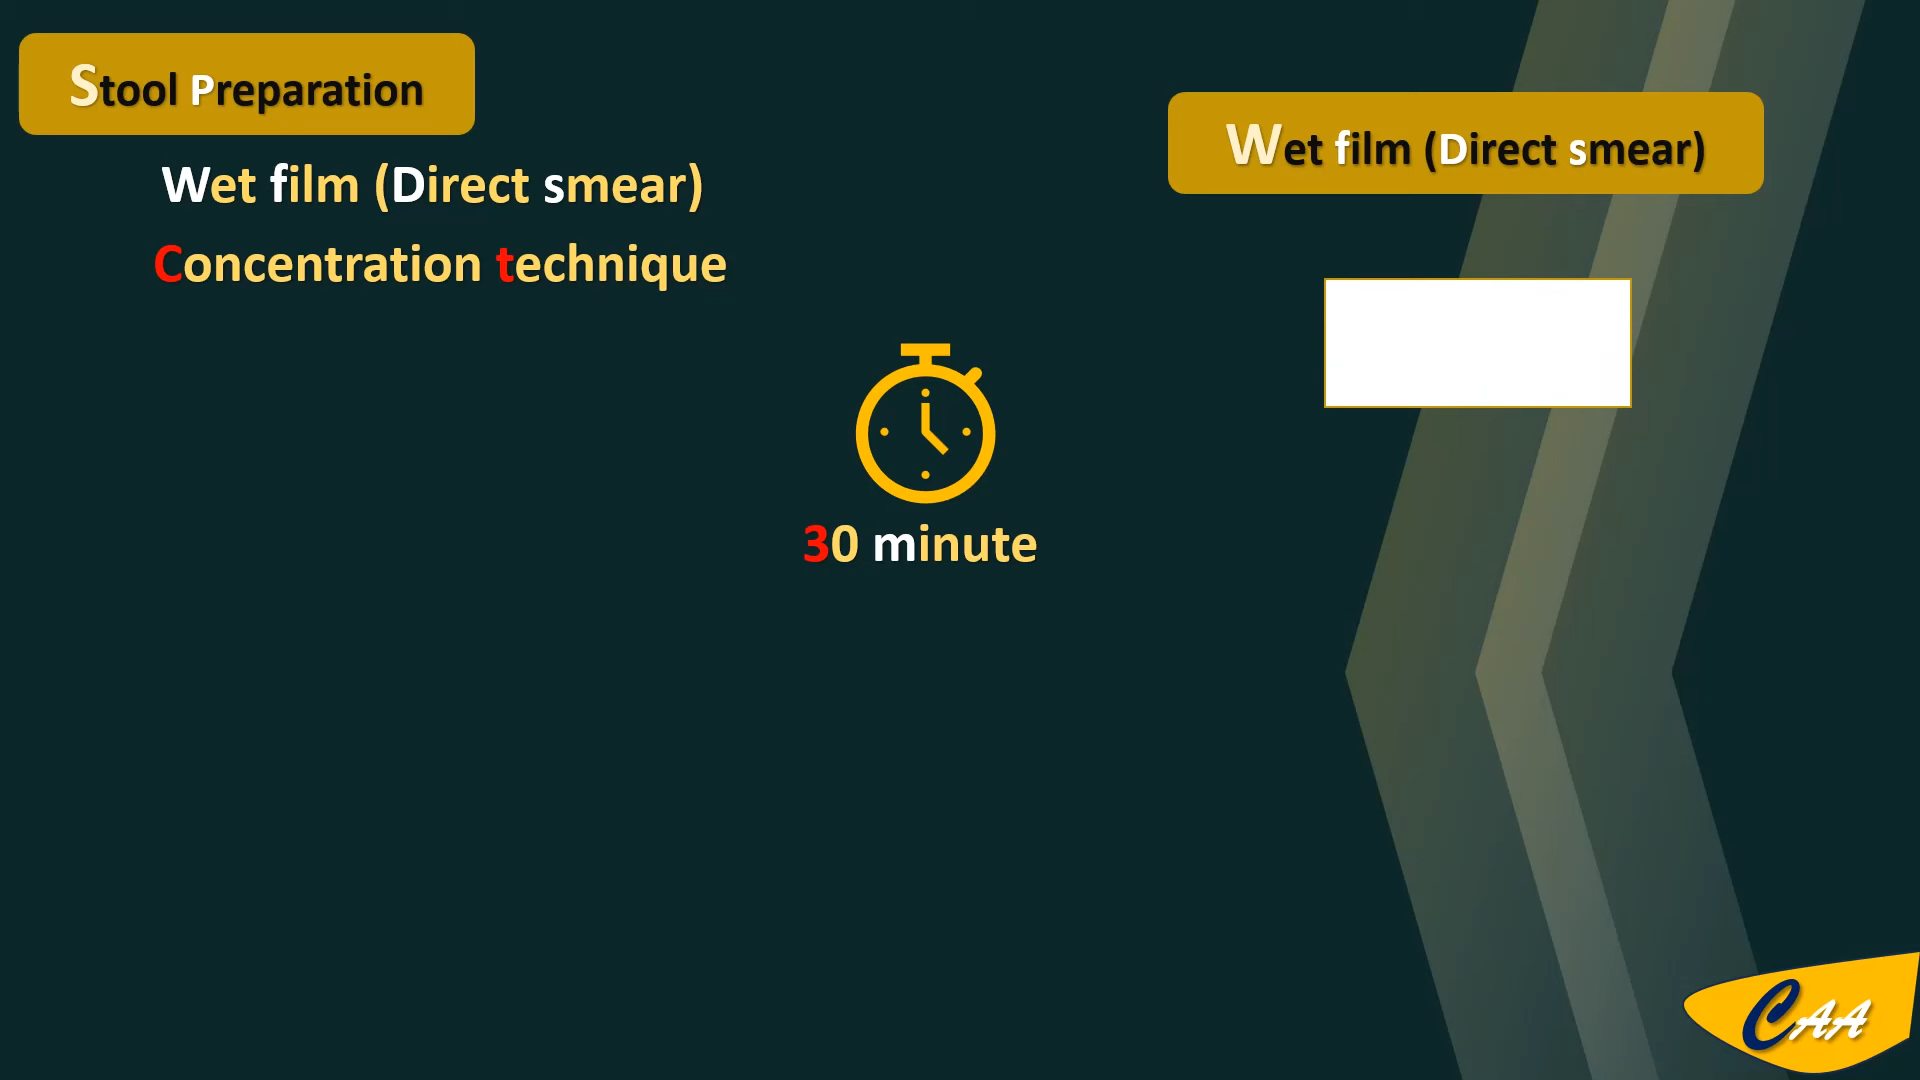 Stool Preparation
Wet film (Direct smear)
Wet film (Direct smear)
Concentration technique
30 minute
CAA